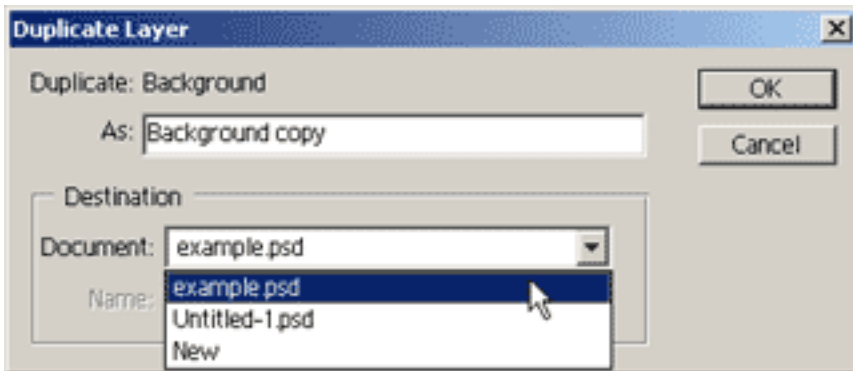 Duplicate Layer
Duplicate: Background
OK
As: Background copy
Cancel
Destination
Document: example.psd
example.psd
Name:
Untitled-1.psd
New